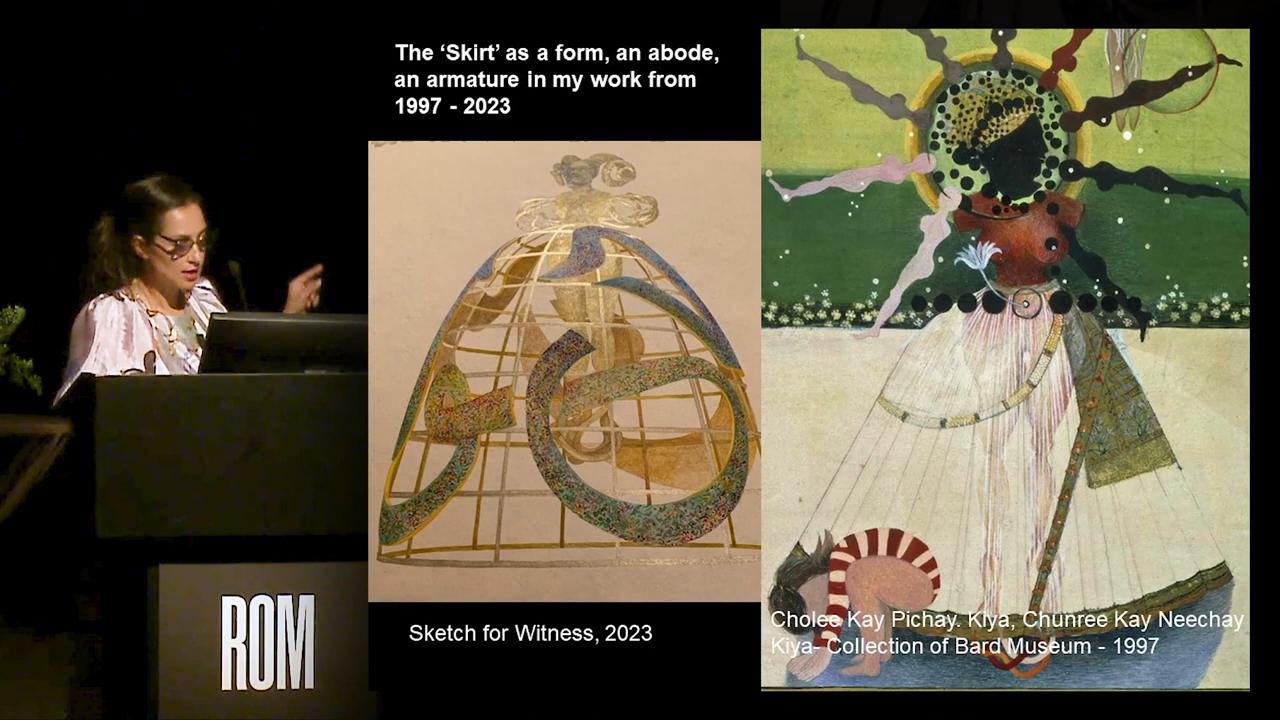 The ‘Skirt’ as a form, an abode,
an armature in my work from
1997 - 2023
Sketch for Witness, 2023
Cholee Kay Pichay. Kiya, Chunree Kay Neechay
Kiya- Collection of Bard Museum - 1997
ROM